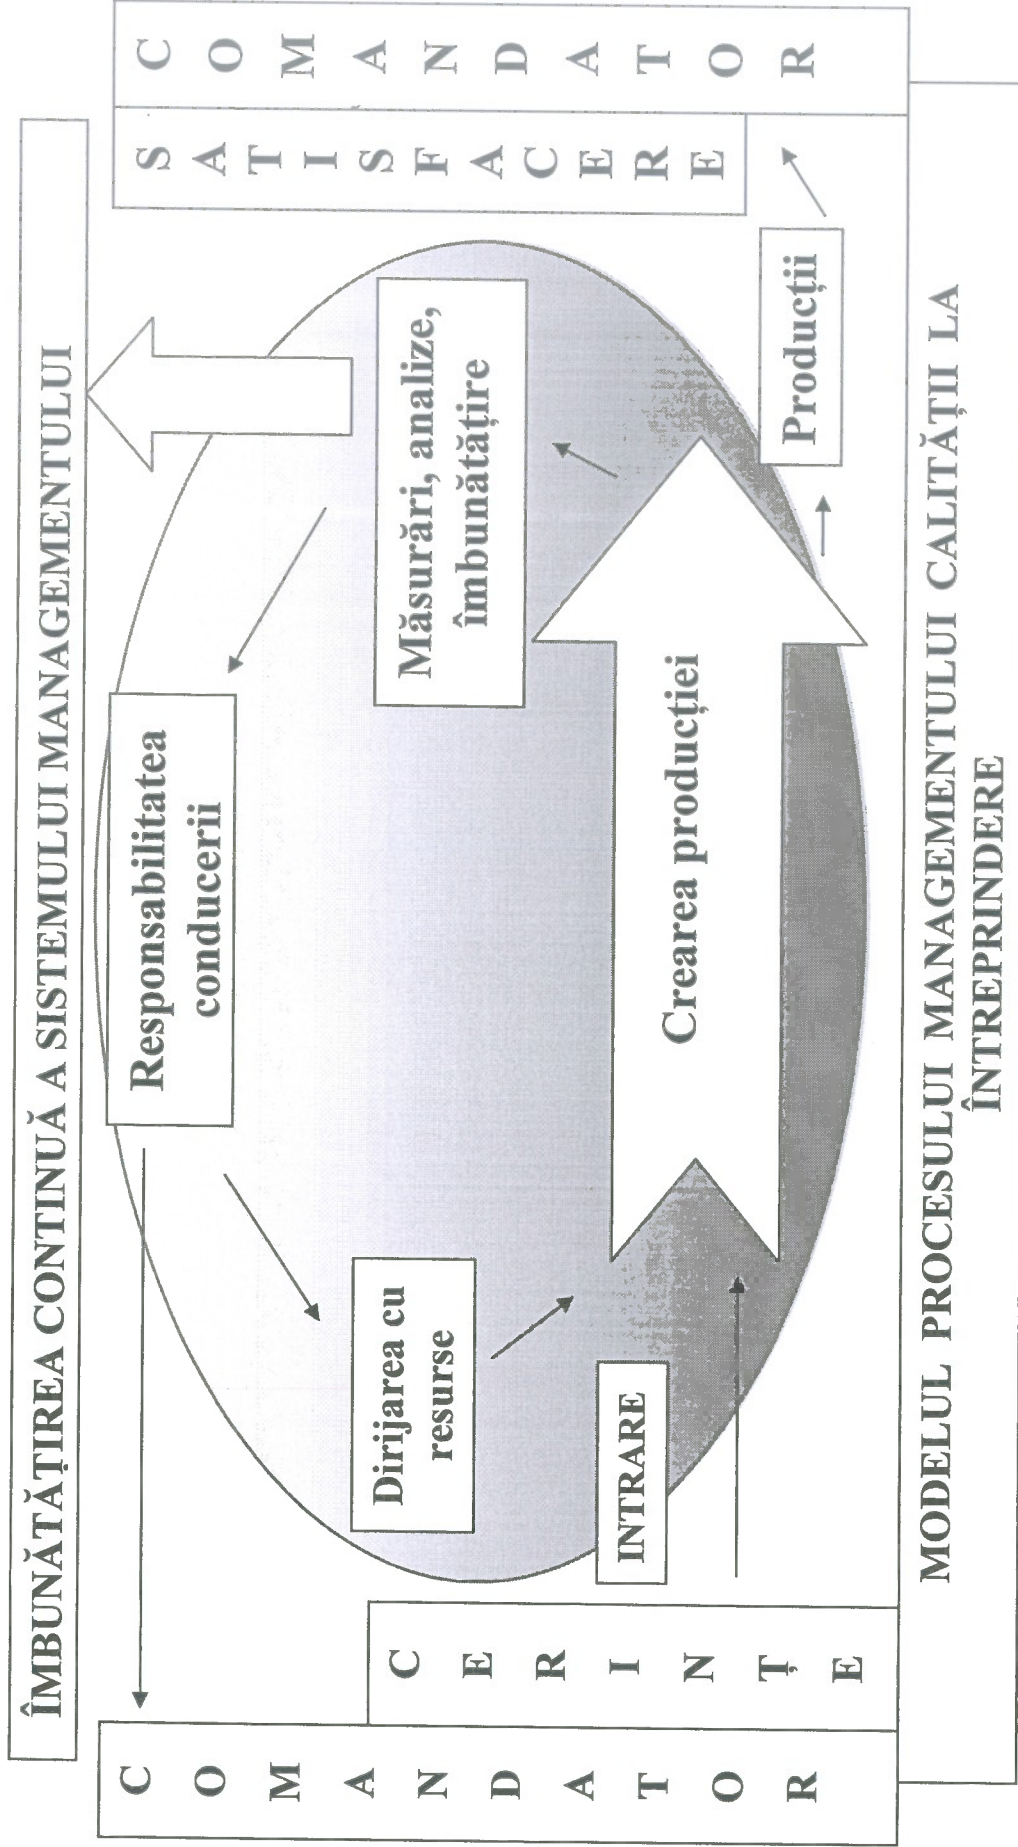 ÎMBUNĂTĂȚIREA CONTINUĂ A SISTEMULUI MANAGEMENTULUI
COMANDATOR
CERINȚE
Responsabilitatea
conducerii
Dirijarea cu
resurse
Măsurări, analize,
îmbunătățire
INTRARE
Crearea producției
Producții
SATISFACERE
COMANDATOR
MODELUL PROCESULUI MANAGEMENTULUI CALITĂȚII LA
ÎNTREPRINDERE